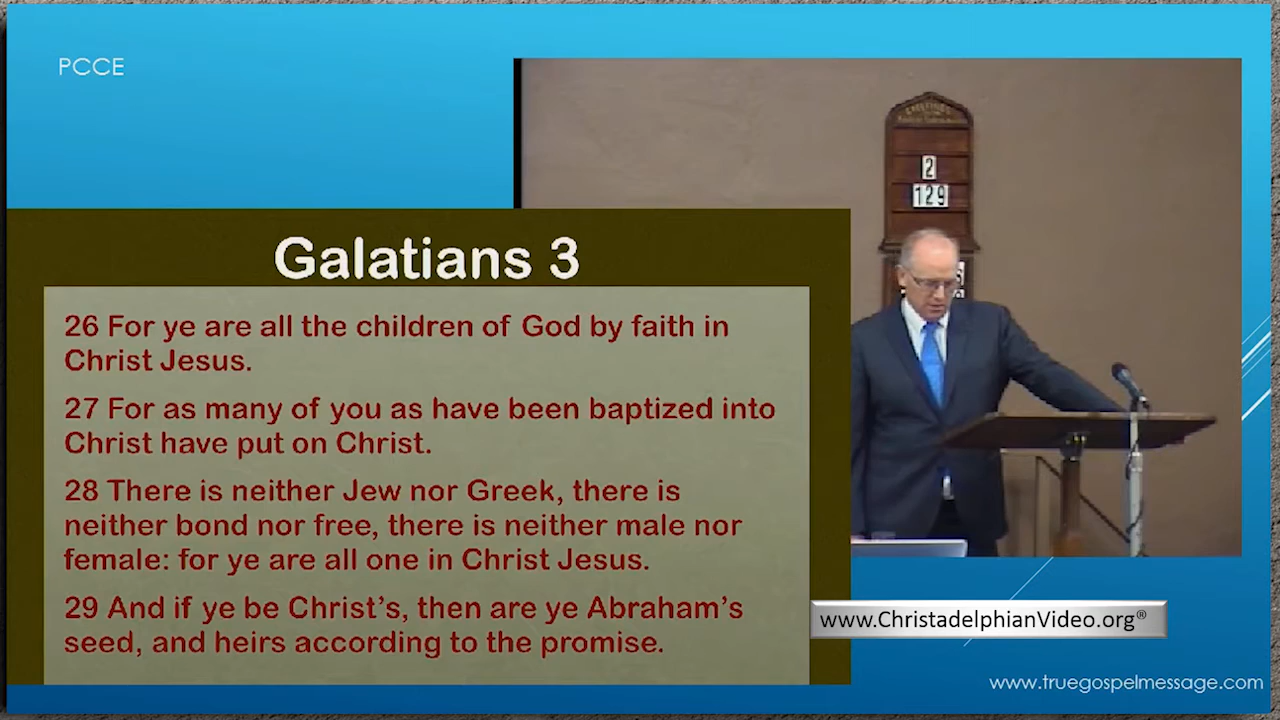 PCCE
2
129
Galatians 3
26 For ye are all the children of God by faith in
Christ Jesus.
27 For as many of you as have been baptized into
Christ have put on Christ.
28 There is neither Jew nor Greek, there is
neither bond nor free, there is neither male nor
female: for ye are all one in Christ Jesus.
29 And if ye be Christ’s, then are ye Abraham’s
seed, and heirs according to the promise.
www.ChristadelphianVideo.org®
www.truegospelmessage.com